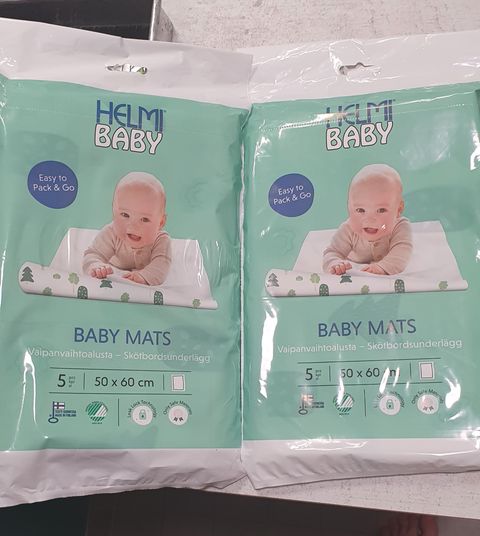 HELMI
BABY
Easy to
Pack & Go
BABY MATS
Vaipanvaihtoalusta – Skötbordsunderlägg
5
50 x 60 cm
HELMI
BABY
Easy to
Pack & Go
BABY MATS
Vaipanvaihtoalusta – Skötbordsunderlägg
5
50 x 60 cm